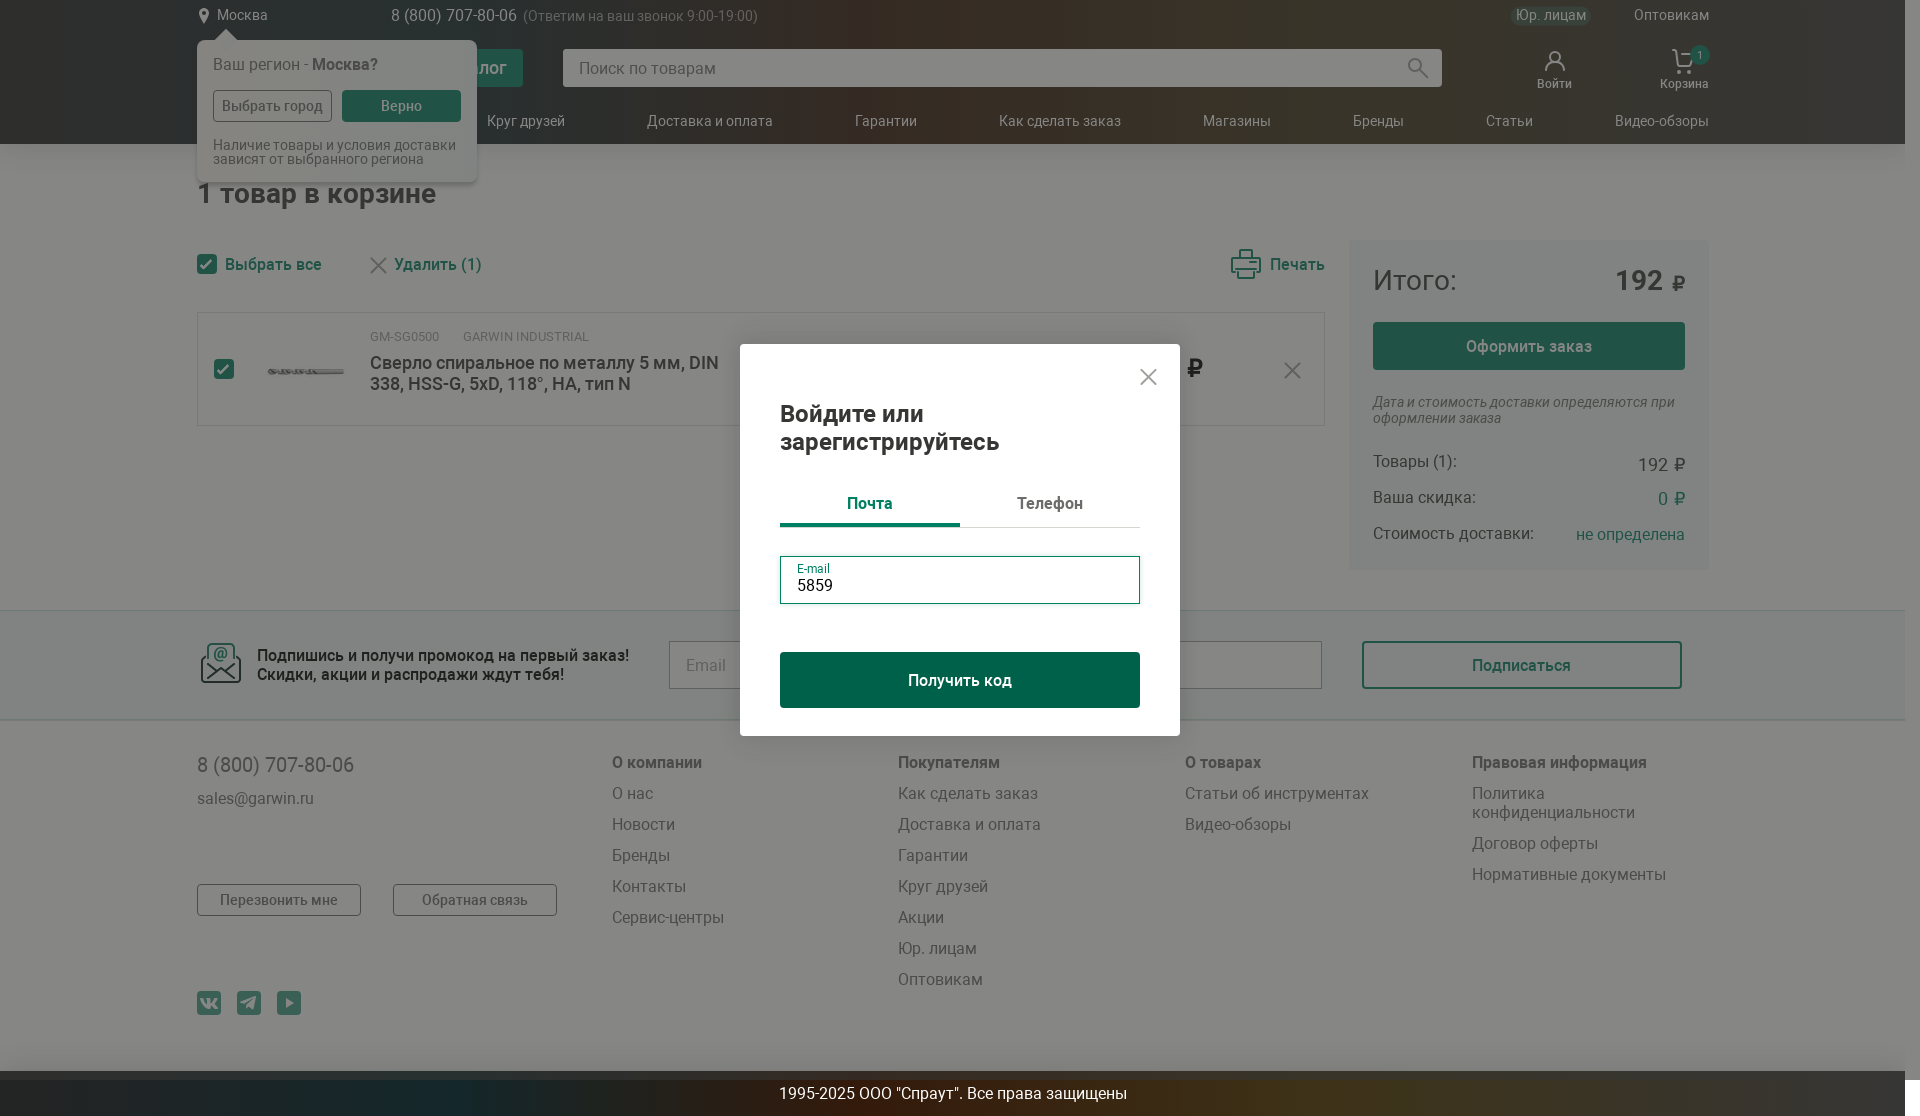 Москва
8 (800) 707-80-06 (Ответим на ваш звонок 9:00-19:00)
Юр. лицам
Оптовикам
Ваш регион - Москва?
Выбрать город
Верно
Наличие товары и условия доставки
зависят от выбранного региона
Поиск по товарам
Войти
1
Корзина
Круг друзей
Доставка и оплата
Гарантии
Как сделать заказ
Магазины
Бренды
Статьи
Видео-обзоры
1 товар в корзине
Выбрать все
Удалить (1)
Печать
GM-SG0500
GARWIN INDUSTRIAL
Сверло спиральное по металлу 5 мм, DIN
338, HSS-G, 5xD, 118°, HA, тип N
₽
Итого:
192 ₽
Оформить заказ
Дата и стоимость доставки определяются при
оформлении заказа
Товары (1):
192 ₽
Ваша скидка:
0 ₽
Стоимость доставки:
не определена
Войдите или
зарегистрируйтесь
Почта
Телефон
E-mail
5859
Получить код
Подпишись и получи промокод на первый заказ!
Скидки, акции и распродажи ждут тебя!
Email
Подписаться
8 (800) 707-80-06
sales@garwin.ru
Перезвонить мне
Обратная связь
О компании
О нас
Новости
Бренды
Контакты
Сервис-центры
Покупателям
Как сделать заказ
Доставка и оплата
Гарантии
Круг друзей
Акции
Юр. лицам
Оптовикам
О товарах
Статьи об инструментах
Видео-обзоры
Правовая информация
Политика
конфиденциальности
Договор оферты
Нормативные документы
1995-2025 ООО "Спраут". Все права защищены